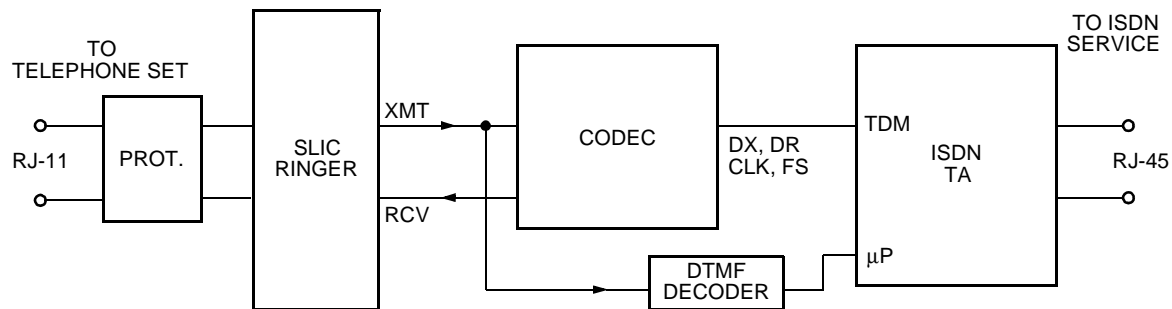 TO
TELEPHONE SET
RJ-11
PROT.
SLIC
RINGER
XMT
RCV
CODEC
DX, DR
CLK, FS
DTMF
DECODER
TDM
ISDN
TA
µP
TO ISDN
SERVICE
RJ-45